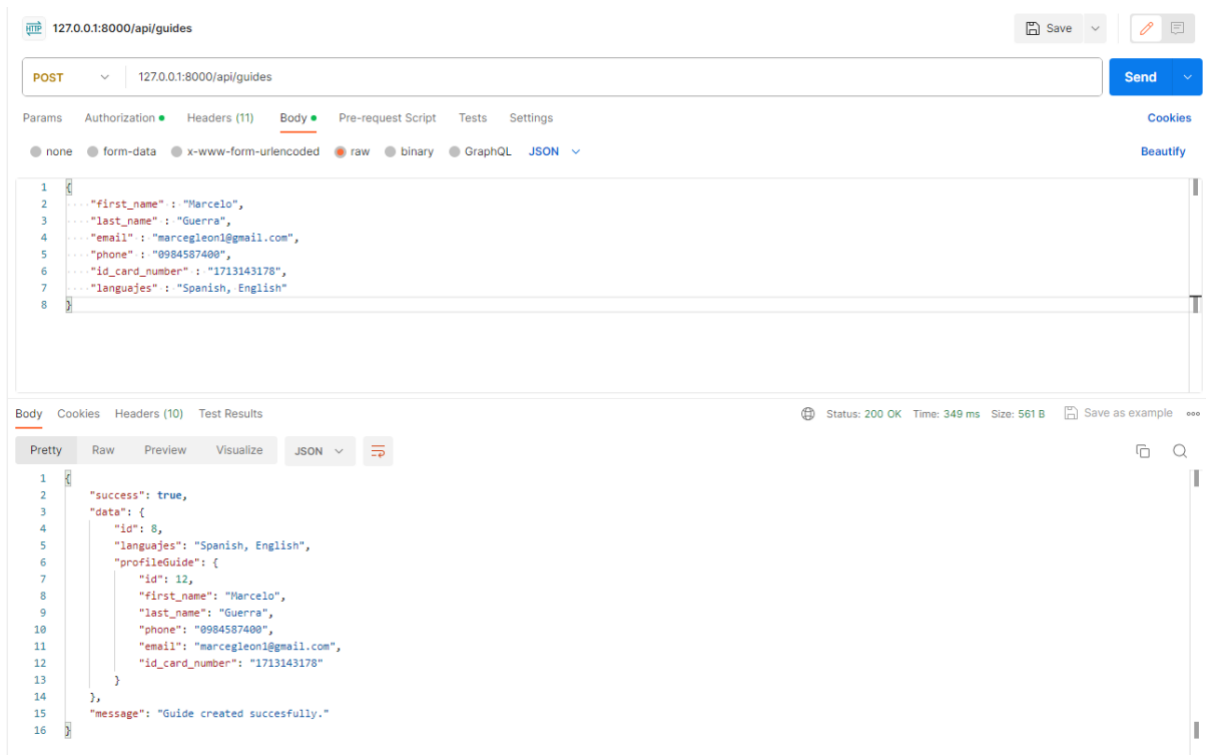 HTTP 127.0.0.1:8000/api/guides Save
POST 127.0.0.1:8000/api/guides Send
Params Authorization Headers (11) Body Pre-request Script Tests Settings Cookies
none form-data x-www-form-urlencoded raw binary GraphQL JSON Beautify
1 {
2 "first_name" : "Marcelo",
3 "last_name" : "Guerra",
4 "email" : "marcegleon1@gmail.com",
5 "phone" : "0984587400",
6 "id_card_number" : "1713143178",
7 "languajes" : "Spanish, English"
8 }
Body Cookies Headers (10) Test Results Status: 200 OK Time: 349 ms Size: 561 B Save as example
Pretty Raw Preview Visualize JSON
1 {
2 "success": true,
3 "data": {
4 "id": 8,
5 "languajes": "Spanish, English",
6 "profileGuide": {
7 "id": 12,
8 "first_name": "Marcelo",
9 "last_name": "Guerra",
10 "phone": "0984587400",
11 "email": "marcegleon1@gmail.com",
12 "id_card_number": "1713143178"
13 }
14 },
15 "message": "Guide created succesfully."
16 }